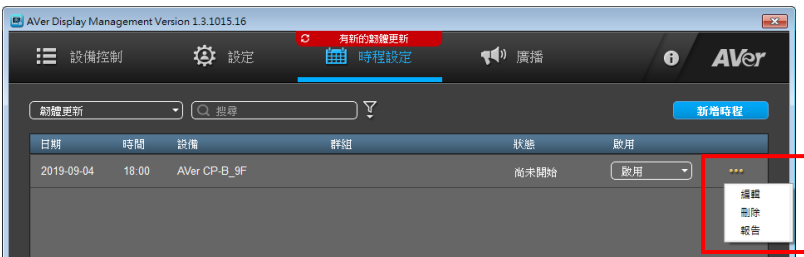 AVer Display Management Version 1.3.1015.16
有新的韌體更新
設備控制 設定 時程設定 廣播 AVer
韌體更新 搜尋 新增時程
日期 時間 設備 群組 狀態 啟用
2019-09-04 18:00 AVer CP-B_9F 尚未開始 啟用
編輯
刪除
報告